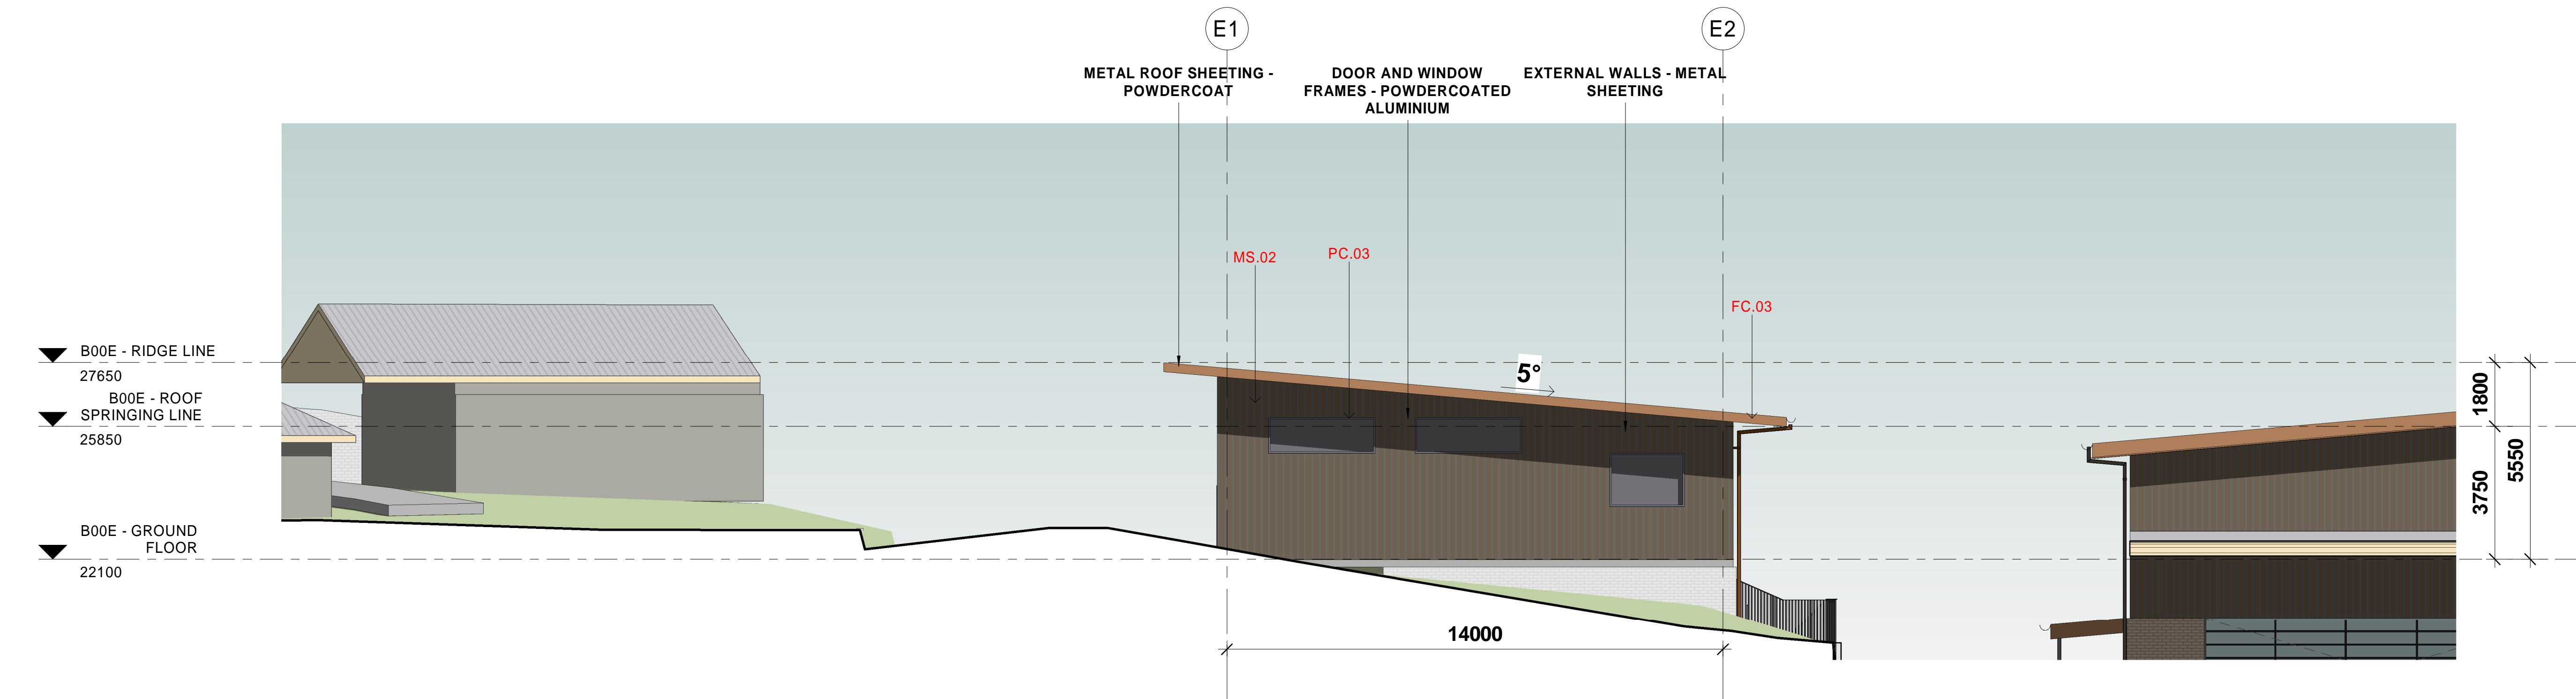 E1
E2
METAL ROOF SHEETING -
POWDERCOAT
DOOR AND WINDOW
FRAMES - POWDERCOATED
ALUMINIUM
EXTERNAL WALLS - METAL
SHEETING
MS.02
PC.03
FC.03
B00E - RIDGE LINE
27650
B00E - ROOF
SPRINGING LINE
25850
B00E - GROUND
FLOOR
22100
5°
1800
3750
5550
14000